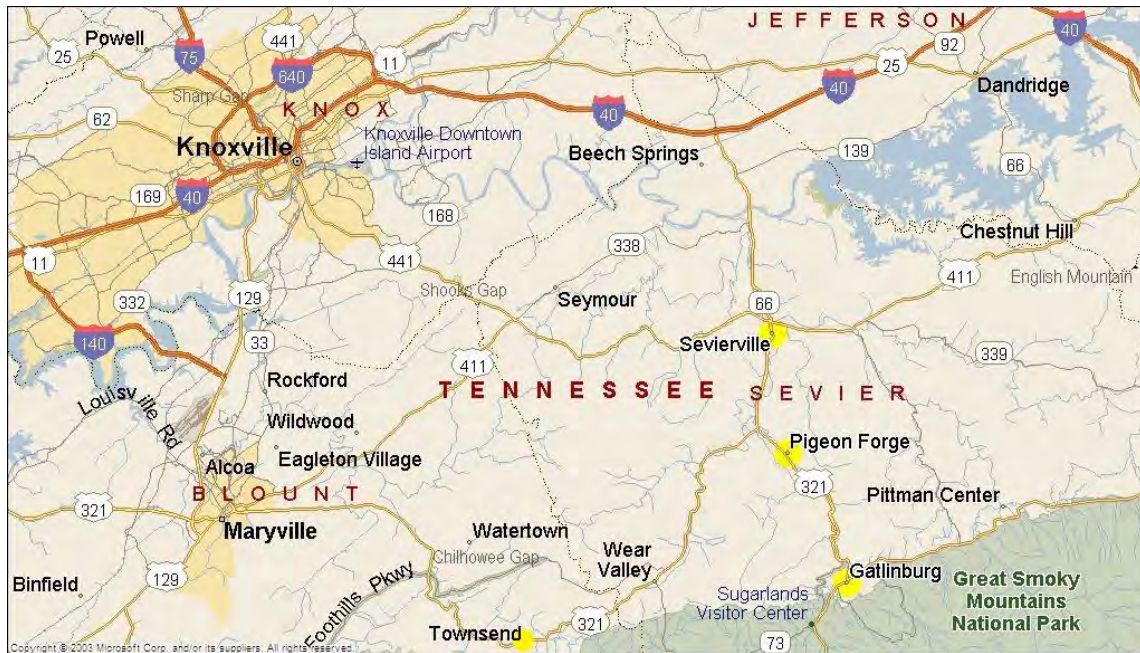 JEFFERSON
Powell
441
40
25
75
11
92
25
640
40
Dandridge
Sharp Gap
KNOX
40
62
Knoxville
Knoxville Downtown
Island Airport
Beech Springs
139
66
169
40
168
Chestnut Hill
338
11
441
411
English Mountain
Shooks Gap
Seymour
332
129
66
140
33
Sevierville
339
411
Rockford
TENNESSEE
SEVIER
Louisville Rd
Wildwood
Pigeon Forge
Alcoa
Eagleton Village
BLOUNT
321
Pittman Center
321
Maryville
Watertown
Chilhowee Gap
Wear
Valley
129
Gatlinburg
Binfield
Foothills Pkwy
Sugarlands
Visitor Center
Great Smoky
Mountains
National Park
321
Townsend
73
Copyright © 2003 Microsoft Corp. and/or its suppliers. All rights reserved.